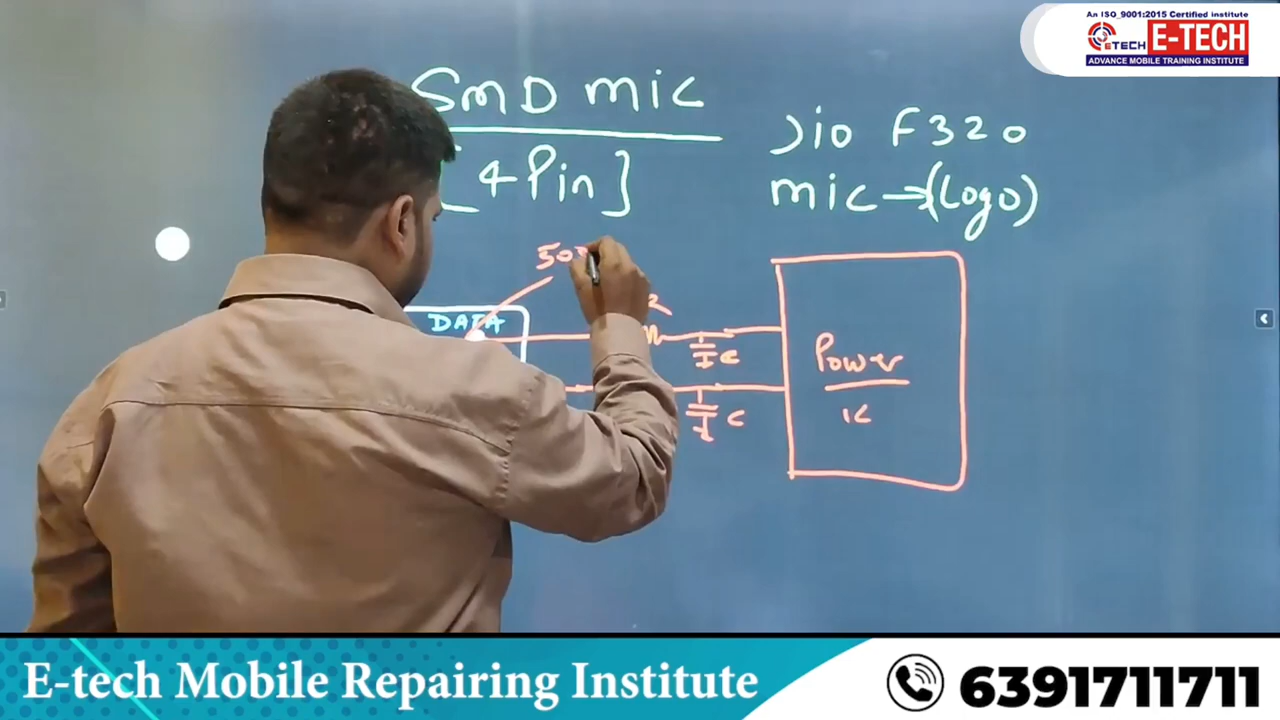 An ISO 9001:2015 Certified institute
ETECH E-TECH
ADVANCE MOBILE TRAINING INSTITUTE
SMD mic
[4 Pin]
Jio F320
mic→(Logo)
DATA
R
C
C
Power
IC
E-tech Mobile Repairing Institute
6391711711